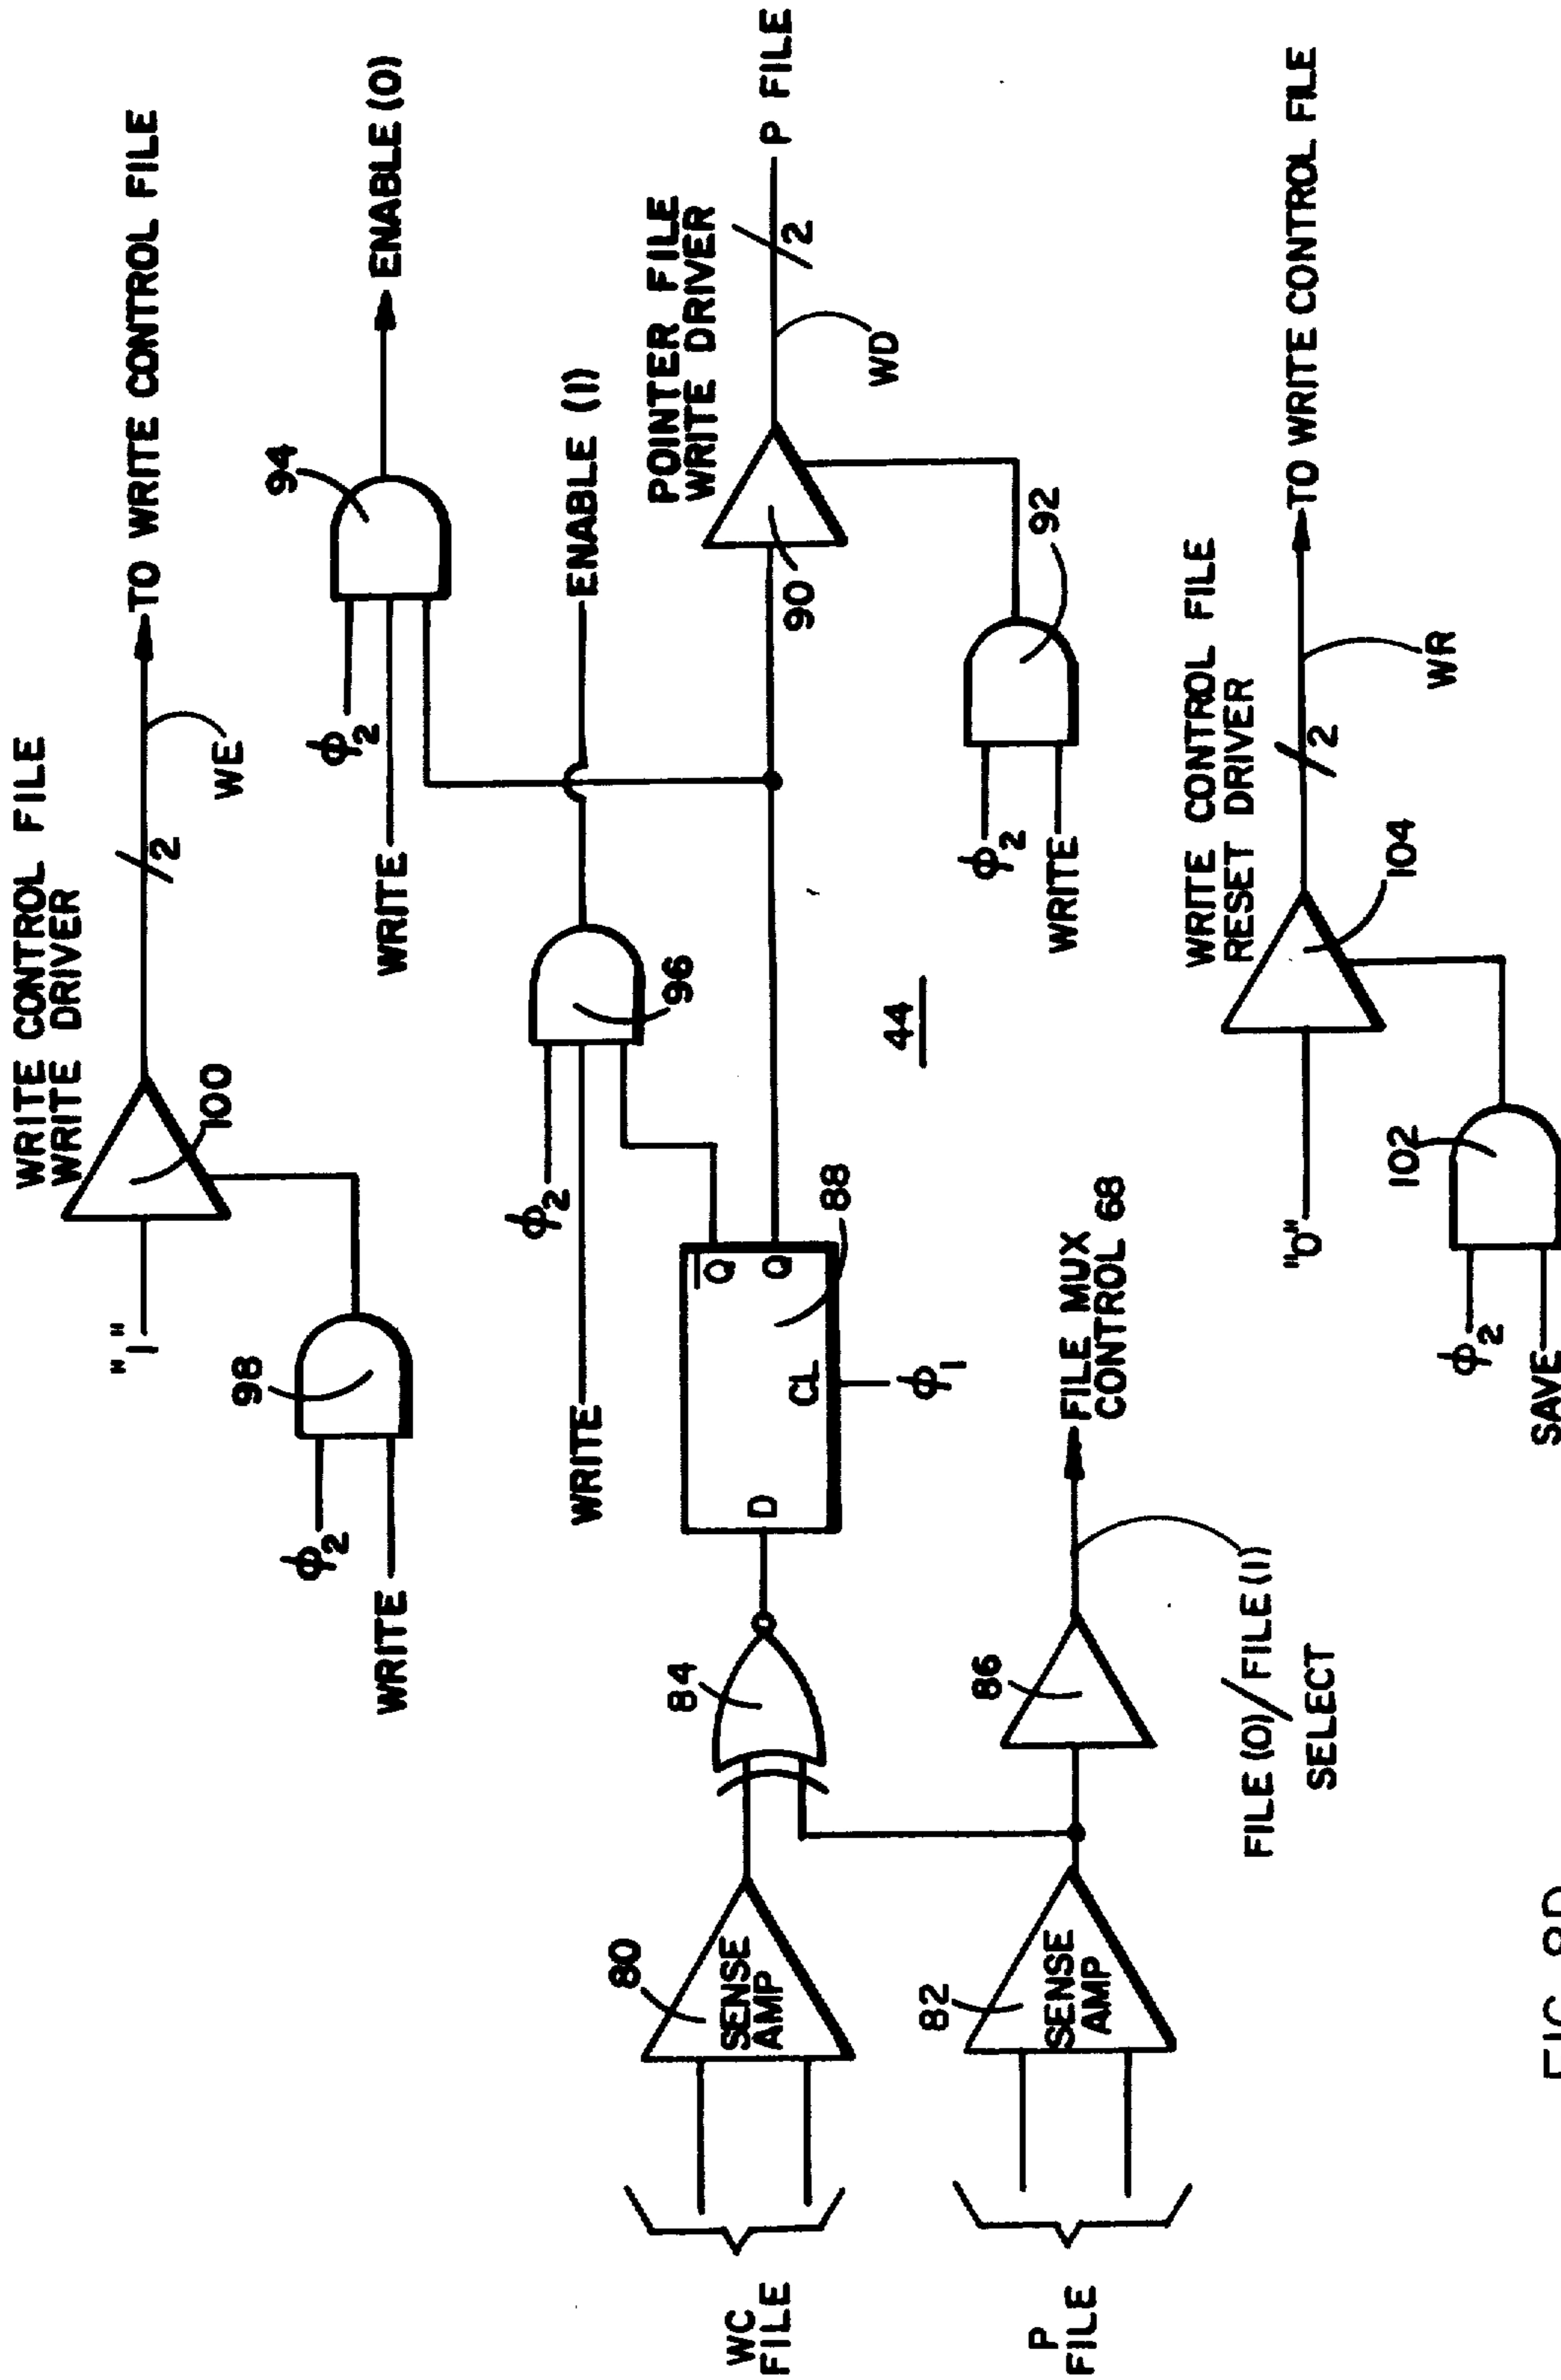 WRITE CONTROL FILE
WRITE DRIVER
"1"
100
2
WE
TO WRITE CONTROL FILE
98
ϕ2
WRITE
94
ϕ2
WRITE
ENABLE (0)
96
ϕ2
WRITE
ENABLE (1)
POINTER FILE
WRITE DRIVER
90
2
WD
P FILE
92
ϕ2
WRITE
WC
FILE
80
SENSE
AMP
84
D
Q̅
Q
CL
88
ϕ1
44
P
FILE
82
SENSE
AMP
86
FILE MUX
CONTROL 68
FILE (0)/FILE (1)
SELECT
WRITE CONTROL FILE
RESET DRIVER
"0"
104
2
WR
TO WRITE CONTROL FILE
102
ϕ2
SAVE